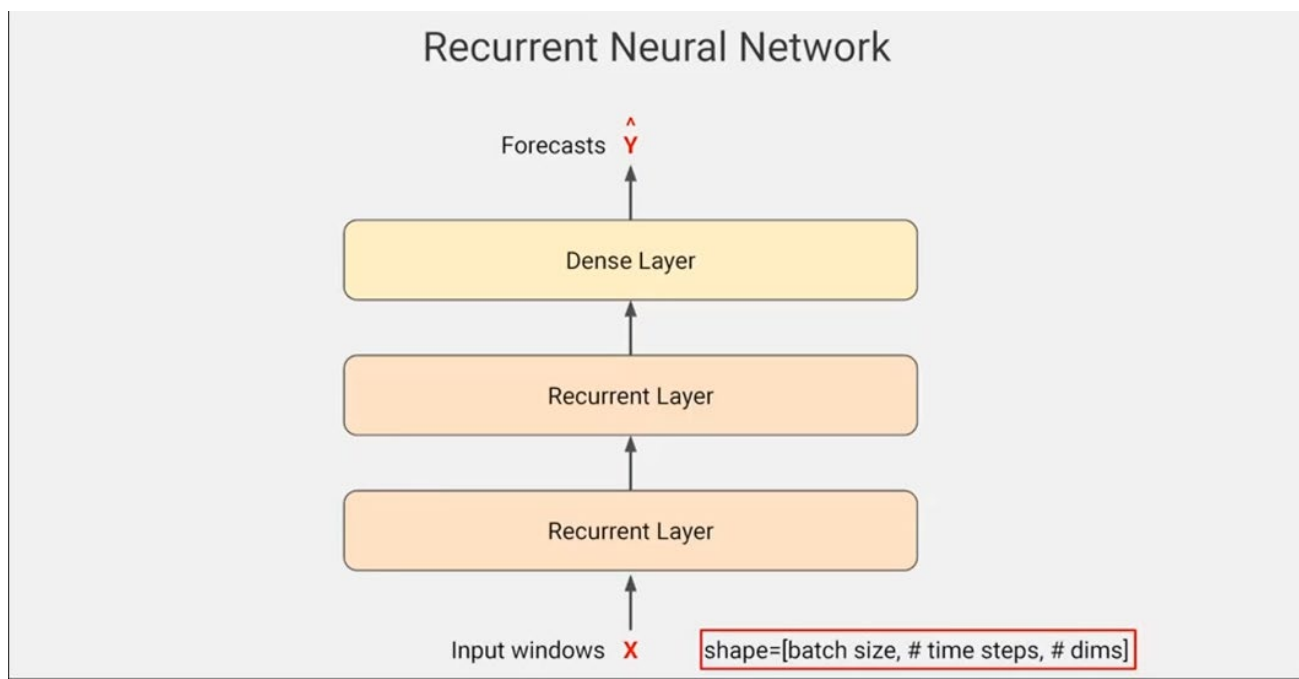 Recurrent Neural Network
Forecasts Ŷ
Dense Layer
Recurrent Layer
Recurrent Layer
Input windows X shape=[batch size, # time steps, # dims]